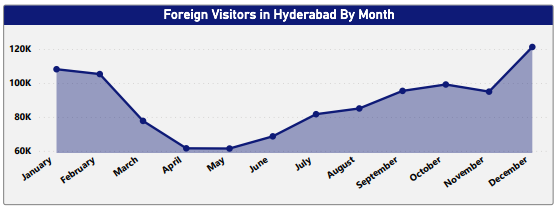 Foreign Visitors in Hyderabad By Month
120K
100K
80K
60K
January
February
March
April
May
June
July
August
September
October
November
December